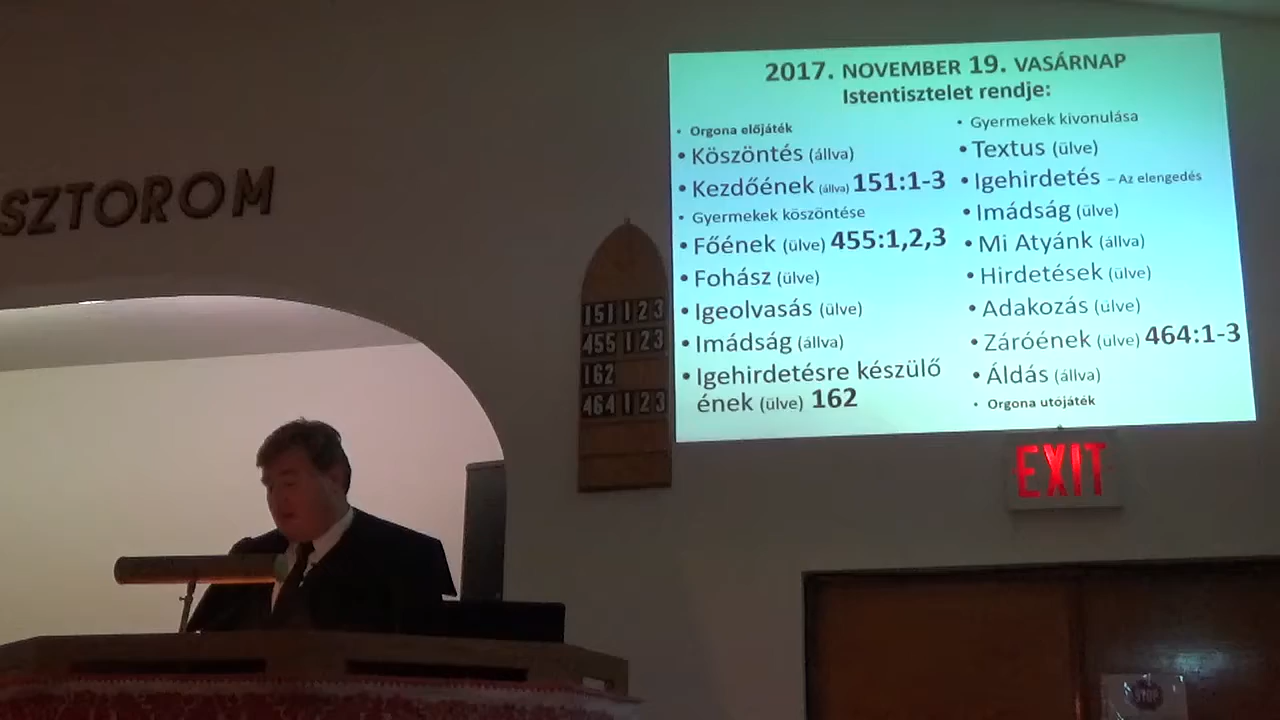 SZTOROM
2017. NOVEMBER 19. VASÁRNAP
Istentisztelet rendje:
• Orgona előjáték
• Köszöntés (állva)
• Kezdőének (állva) 151:1-3
• Gyermekek köszöntése
• Főének (ülve) 455:1,2,3
• Fohász (ülve)
• Igeolvasás (ülve)
• Imádság (állva)
• Igehirdetésre készülő
ének (ülve) 162
• Gyermekek kivonulása
• Textus (ülve)
• Igehirdetés – Az elengedés
• Imádság (ülve)
• Mi Atyánk (állva)
• Hirdetések (ülve)
• Adakozás (ülve)
• Záróének (ulve) 464:1-3
• Áldás (állva)
• Orgona utójáték
151 1 2 3
455 1 2 3
162
464 1 2 3
EXIT
STOP